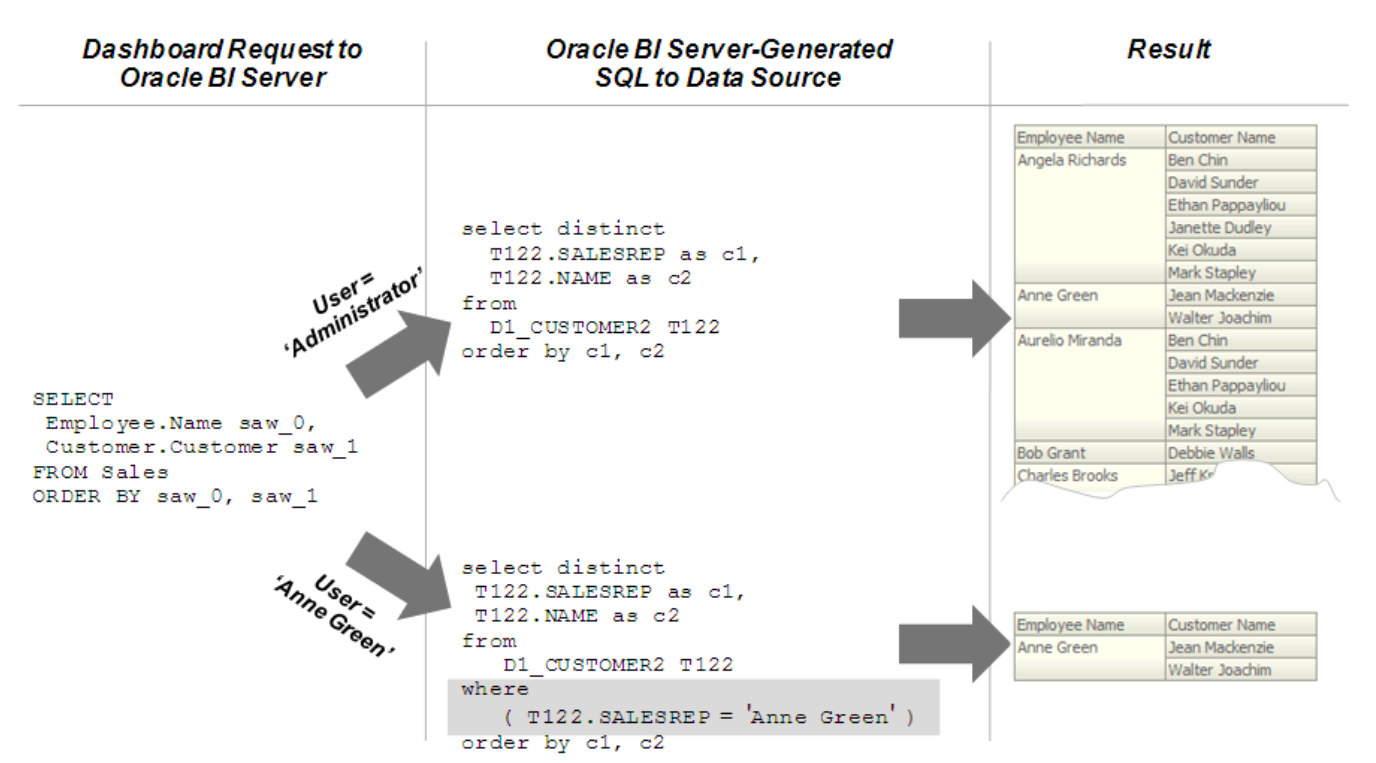 Dashboard Request to
Oracle BI Server
Oracle BI Server-Generated
SQL to Data Source
Result
SELECT
Employee.Name saw_0,
Customer.Customer saw_1
FROM Sales
ORDER BY saw_0, saw_1
User =
‘Administrator’
select distinct
T122.SALESREP as c1,
T122.NAME as c2
from
D1_CUSTOMER2 T122
order by c1, c2
Employee Name Customer Name
Angela Richards Ben Chin
David Sunder
Ethan Pappayliou
Janette Dudley
Kei Okuda
Mark Stapley
Anne Green Jean Mackenzie
Walter Joachim
Aurelio Miranda Ben Chin
David Sunder
Ethan Pappayliou
Kei Okuda
Mark Stapley
Bob Grant Debbie Walls
Charles Brooks Jeff
User =
‘Anne Green’
select distinct
T122.SALESREP as c1,
T122.NAME as c2
from
D1_CUSTOMER2 T122
where
( T122.SALESREP = 'Anne Green' )
order by c1, c2
Employee Name Customer Name
Anne Green Jean Mackenzie
Walter Joachim